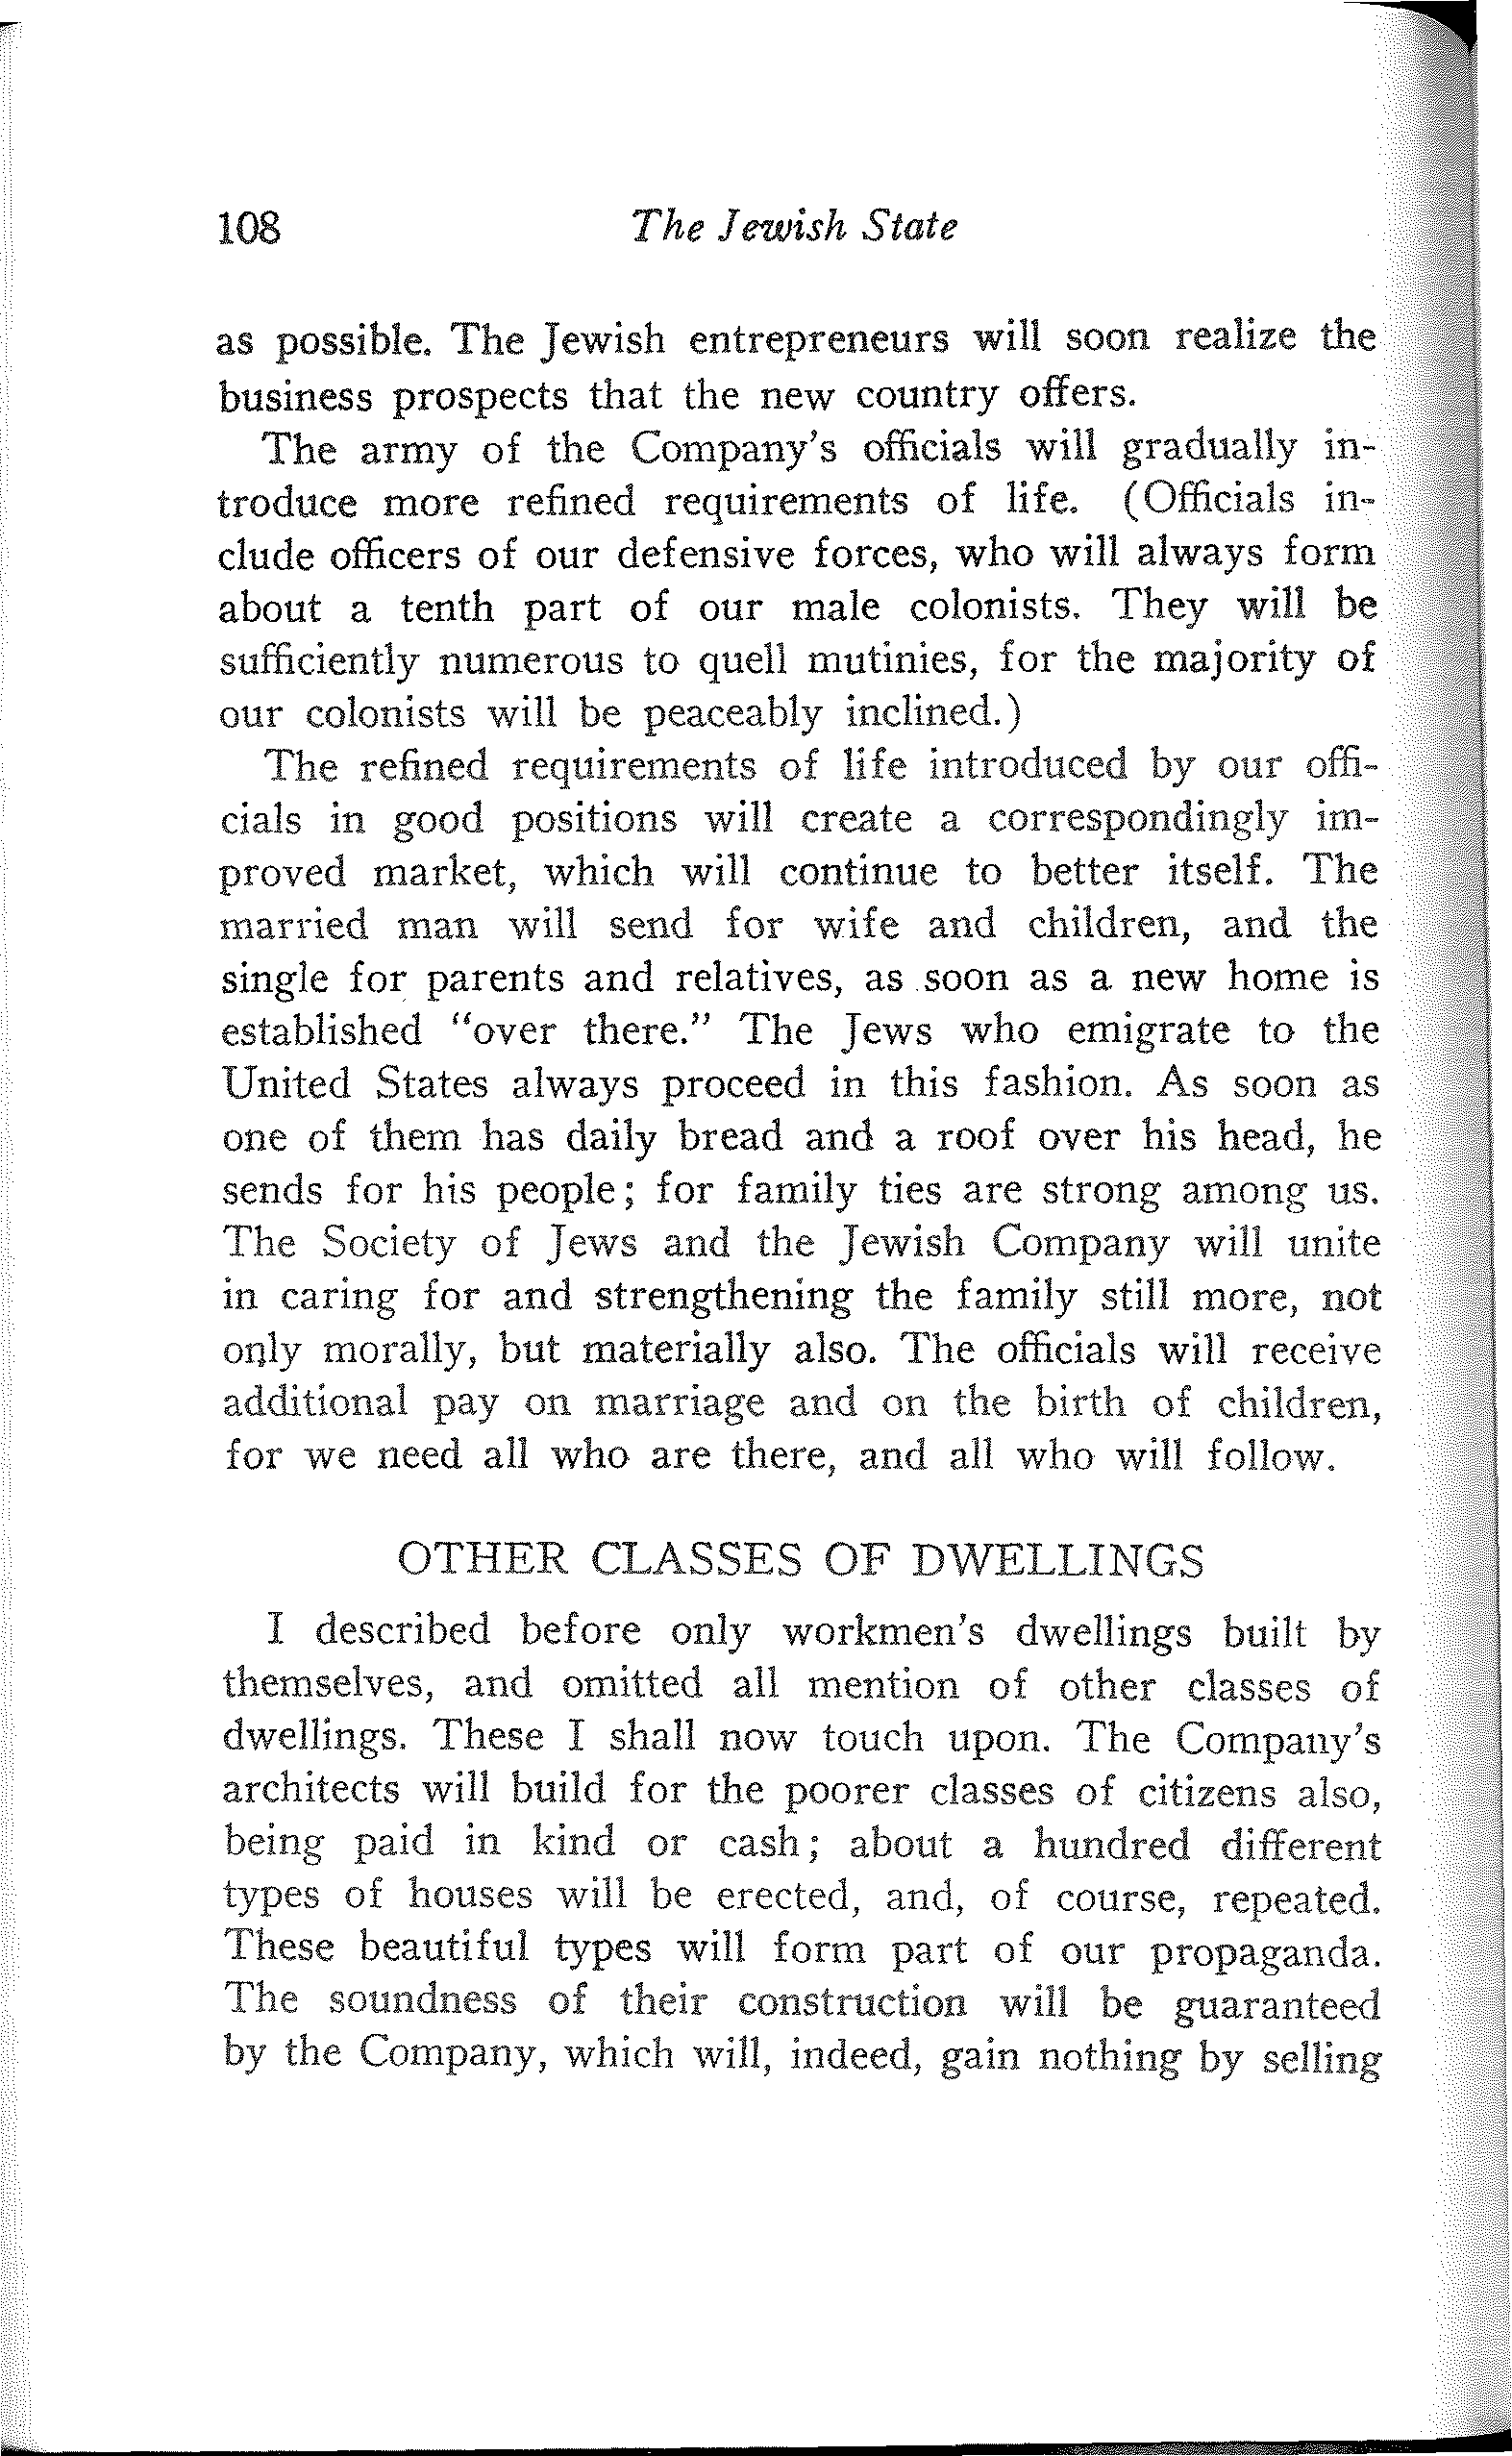 108 The Jewish State
as possible. The Jewish entrepreneurs will soon realize the
business prospects that the new country offers.
The army of the Company's officials will gradually in-
troduce more refined requirements of life. (Officials in-
clude officers of our defensive forces, who will always form
about a tenth part of our male colonists. They will be
sufficiently numerous to quell mutinies, for the majority of
our colonists will be peaceably inclined.)
The refined requirements of life introduced by our offi-
cials in good positions will create a correspondingly im-
proved market, which will continue to better itself. The
married man will send for wife and children, and the
single for parents and relatives, as soon as a new home is
established "over there." The Jews who emigrate to the
United States always proceed in this fashion. As soon as
one of them has daily bread and a roof over his head, he
sends for his people; for family ties are strong among us.
The Society of Jews and the Jewish Company will unite
in caring for and strengthening the family still more, not
only morally, but materially also. The officials will receive
additional pay on marriage and on the birth of children,
for we need all who are there, and all who will follow.
OTHER CLASSES OF DWELLINGS
I described before only workmen's dwellings built by
themselves, and omitted all mention of other classes of
dwellings. These I shall now touch upon. The Company's
architects will build for the poorer classes of citizens also,
being paid in kind or cash; about a hundred different
types of houses will be erected, and, of course, repeated.
These beautiful types will form part of our propaganda.
The soundness of their construction will be guaranteed
by the Company, which will, indeed, gain nothing by selling